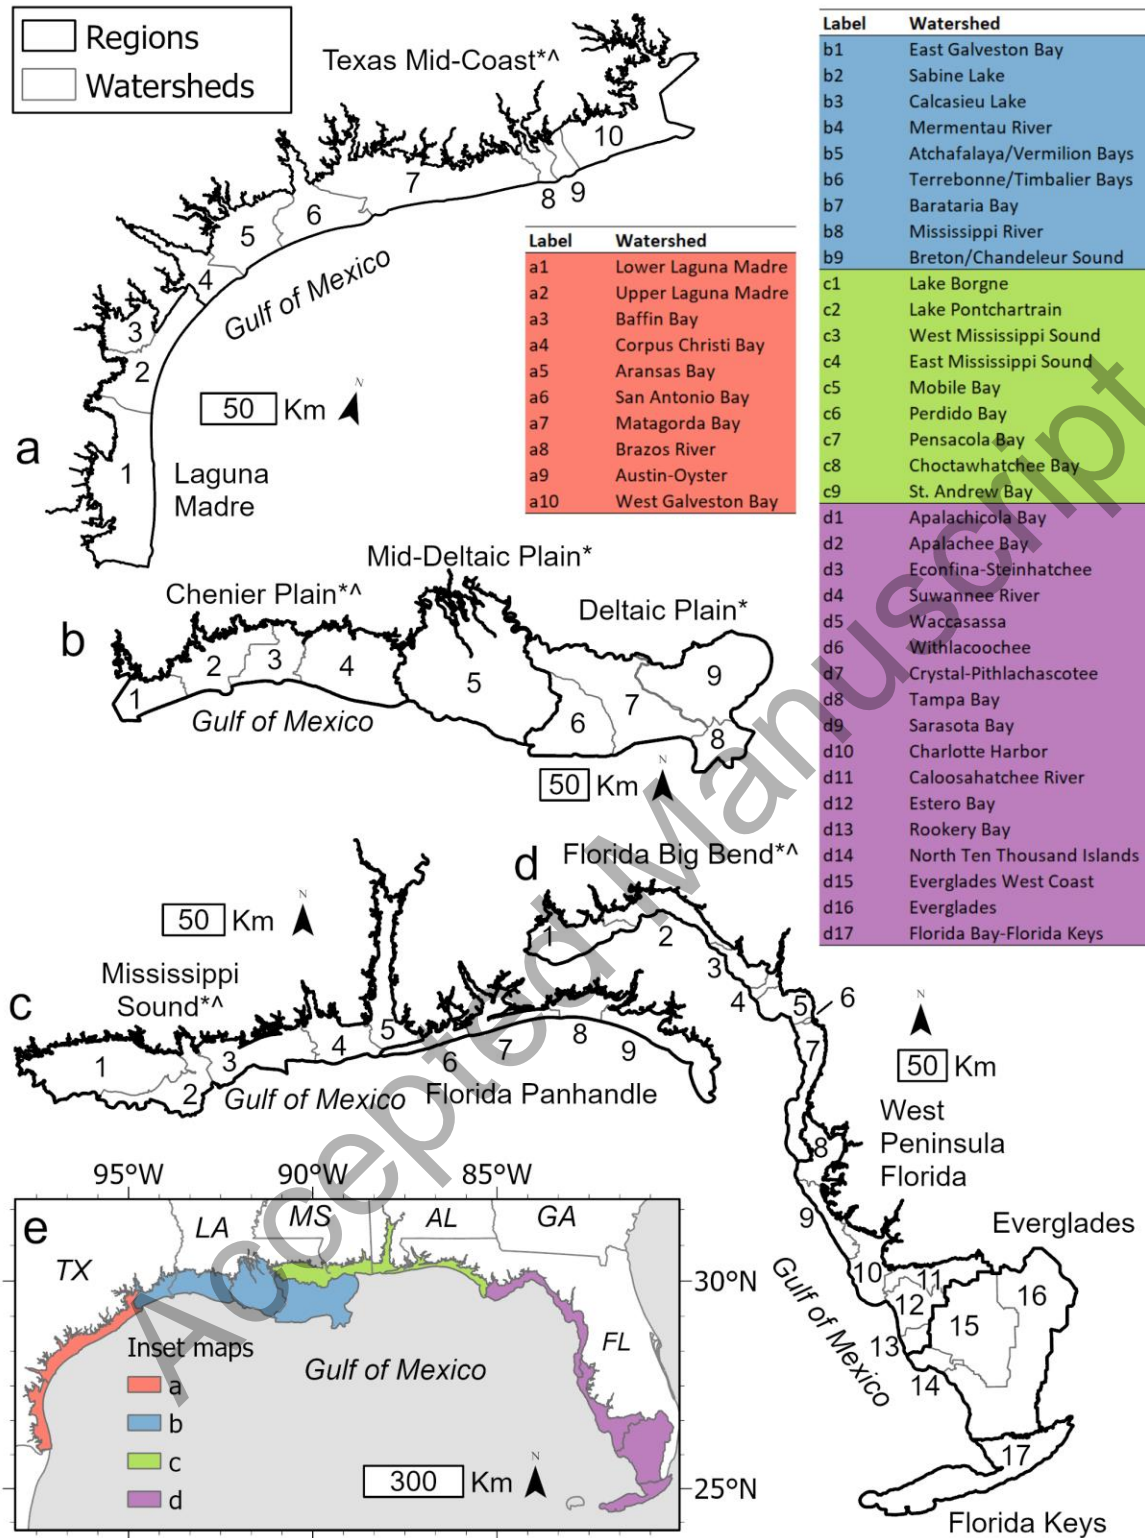 Regions
Watersheds
Texas Mid-Coast*^
10
7
8
9
6
5
4
3
2
1
Gulf of Mexico
N
50 Km
a
Laguna
Madre
Label Watershed
a1 Lower Laguna Madre
a2 Upper Laguna Madre
a3 Baffin Bay
a4 Corpus Christi Bay
a5 Aransas Bay
a6 San Antonio Bay
a7 Matagorda Bay
a8 Brazos River
a9 Austin-Oyster
a10 West Galveston Bay
Label Watershed
b1 East Galveston Bay
b2 Sabine Lake
b3 Calcasieu Lake
b4 Mermentau River
b5 Atchafalaya/Vermilion Bays
b6 Terrebonne/Timbalier Bays
b7 Barataria Bay
b8 Mississippi River
b9 Breton/Chandeleur Sound
c1 Lake Borgne
c2 Lake Pontchartrain
c3 West Mississippi Sound
c4 East Mississippi Sound
c5 Mobile Bay
c6 Perdido Bay
c7 Pensacola Bay
c8 Choctawhatchee Bay
c9 St. Andrew Bay
d1 Apalachicola Bay
d2 Apalachee Bay
d3 Econfina-Steinhatchee
d4 Suwannee River
d5 Waccasassa
d6 Withlacoochee
d7 Crystal-Pithlachascotee
d8 Tampa Bay
d9 Sarasota Bay
d10 Charlotte Harbor
d11 Caloosahatchee River
d12 Estero Bay
d13 Rookery Bay
d14 North Ten Thousand Islands
d15 Everglades West Coast
d16 Everglades
d17 Florida Bay-Florida Keys
Mid-Deltaic Plain*
Chenier Plain*^
Deltaic Plain*
b
1
2
3
4
5
6
7
8
9
Gulf of Mexico
50 Km
N
c
50 Km
N
Mississippi
Sound*^
1
2
3
4
5
6
7
8
9
Gulf of Mexico
Florida Panhandle
d
Florida Big Bend*^
1
2
3
4
5
6
7
8
9
10
11
12
13
14
15
16
17
N
50 Km
West
Peninsula
Florida
Everglades
Gulf of Mexico
Florida Keys
95°W 90°W 85°W
e
TX
LA
MS
AL
GA
FL
30°N
25°N
Gulf of Mexico
Inset maps
a
b
c
d
300 Km
N
Accepted Manuscript